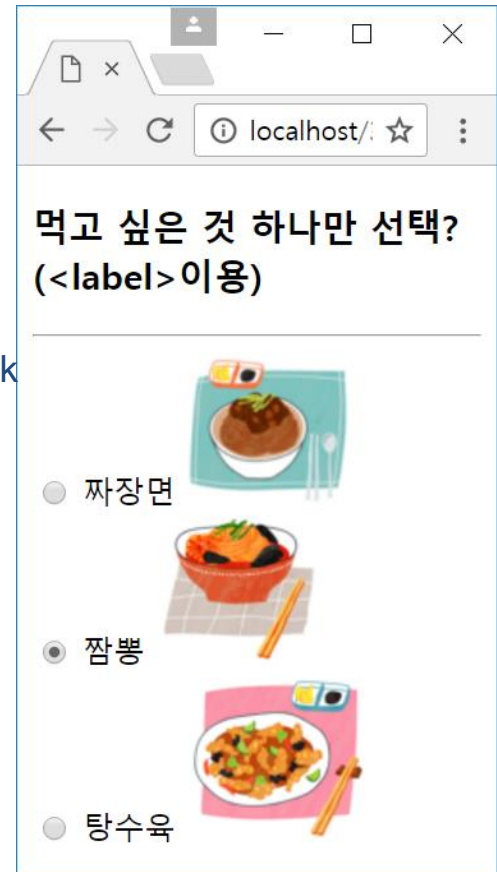 localhost/
먹고 싶은 것 하나만 선택?
(<label>이용)
k
짜장면
짬뽕
탕수육